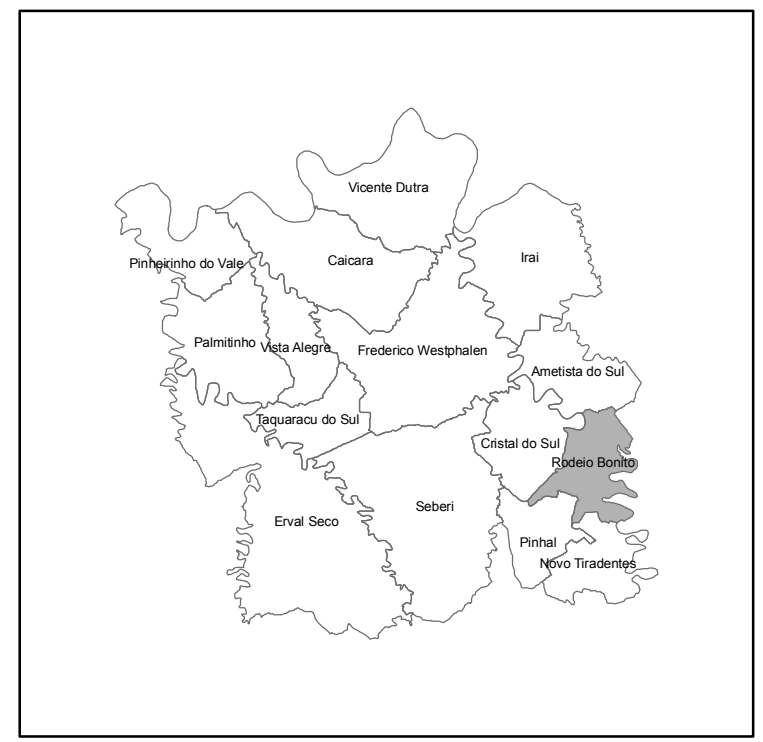 Vicente Dutra
Irai
Caicara
Pinheirinho do Vale
Palmitinho
Vista Alegre
Frederico Westphalen
Ametista do Sul
Taquaracu do Sul
Cristal do Sul
Rodeio Bonito
Seberi
Erval Seco
Pinhal
Novo Tiradentes